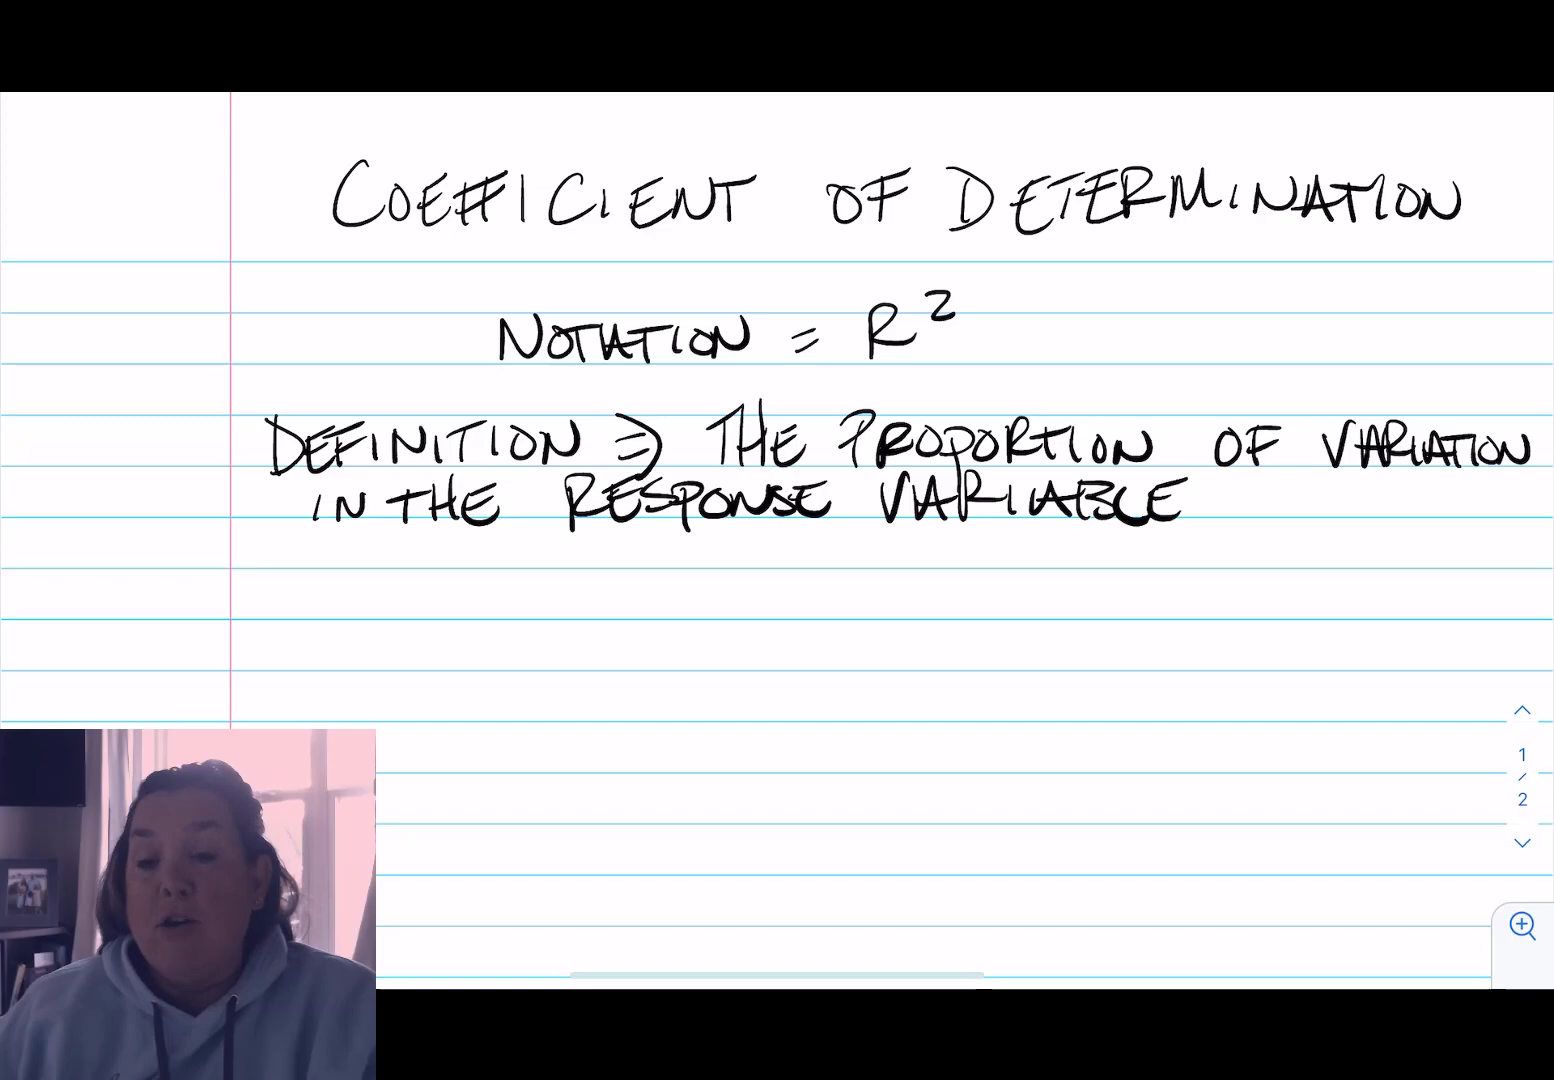 COEFFICIENT OF DETERMINATION
NOTATION = R²
DEFINITION ⇒ THE PROPORTION OF VARIATION
IN THE RESPONSE VARIABLE
1
/
2